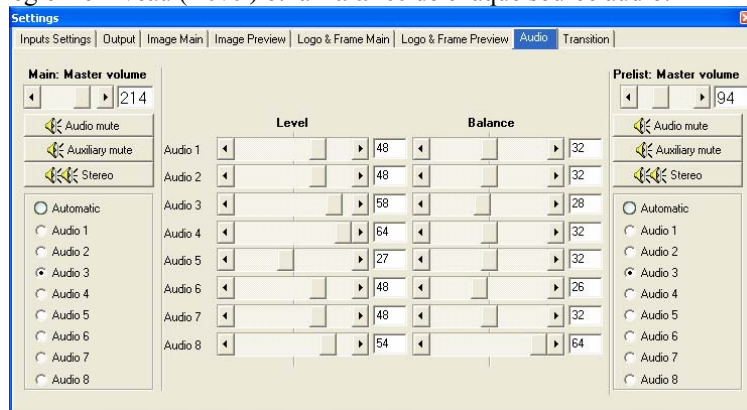 Settings
Inputs Settings Output Image Main Image Preview Logo & Frame Main Logo & Frame Preview Audio Transition
Main: Master volume
214
Audio mute
Auxiliary mute
Stereo
Automatic
Audio 1
Audio 2
Audio 3
Audio 4
Audio 5
Audio 6
Audio 7
Audio 8
Level Balance
Audio 1 48 32
Audio 2 48 32
Audio 3 58 28
Audio 4 64 32
Audio 5 27 32
Audio 6 48 26
Audio 7 48 32
Audio 8 54 64
Prelist: Master volume
94
Audio mute
Auxiliary mute
Stereo
Automatic
Audio 1
Audio 2
Audio 3
Audio 4
Audio 5
Audio 6
Audio 7
Audio 8